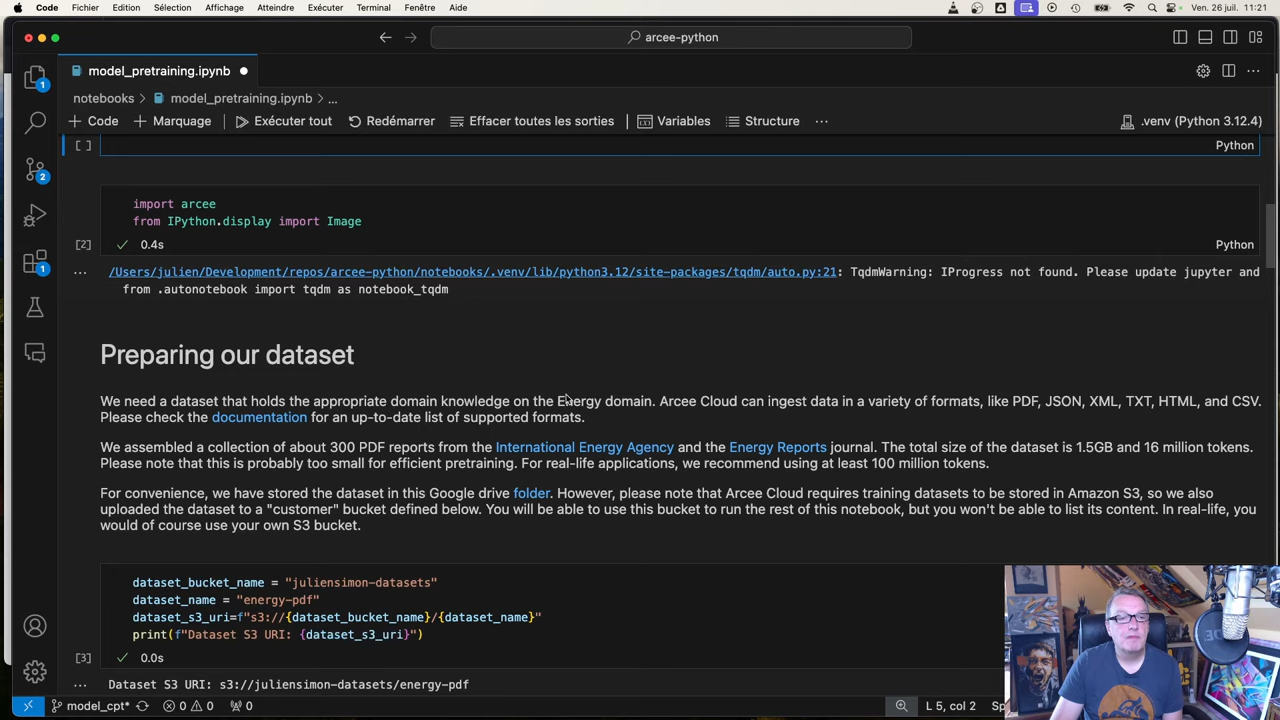 Code Fichier Edition Sélection Affichage Atteindre Exécuter Terminal Fenêtre Aide Ven. 26 juil. 11:21
arcee-python
model_pretraining.ipynb
notebooks > model_pretraining.ipynb > ...
+ Code + Marquage Exécuter tout Redémarrer Effacer toutes les sorties Variables Structure ... .venv (Python 3.12.4)
[ ] Python
import arcee
from IPython.display import Image
[2] 0.4s Python
... /Users/julien/Development/repos/arcee-python/notebooks/.venv/lib/python3.12/site-packages/tqdm/auto.py:21: TqdmWarning: IProgress not found. Please update jupyter and
from .autonotebook import tqdm as notebook_tqdm
Preparing our dataset
We need a dataset that holds the appropriate domain knowledge on the Energy domain. Arcee Cloud can ingest data in a variety of formats, like PDF, JSON, XML, TXT, HTML, and CSV.
Please check the documentation for an up-to-date list of supported formats.
We assembled a collection of about 300 PDF reports from the International Energy Agency and the Energy Reports journal. The total size of the dataset is 1.5GB and 16 million tokens.
Please note that this is probably too small for efficient pretraining. For real-life applications, we recommend using at least 100 million tokens.
For convenience, we have stored the dataset in this Google drive folder. However, please note that Arcee Cloud requires training datasets to be stored in Amazon S3, so we also
uploaded the dataset to a "customer" bucket defined below. You will be able to use this bucket to run the rest of this notebook, but you won't be able to list its content. In real-life, you
would of course use your own S3 bucket.
dataset_bucket_name = "juliensimon-datasets"
dataset_name = "energy-pdf"
dataset_s3_uri=f"s3://{dataset_bucket_name}/{dataset_name}"
print(f"Dataset S3 URI: {dataset_s3_uri}")
[3] 0.0s
... Dataset S3 URI: s3://juliensimon-datasets/energy-pdf
model_cpt* 0 0 0 L 5, col 2
1
2
1